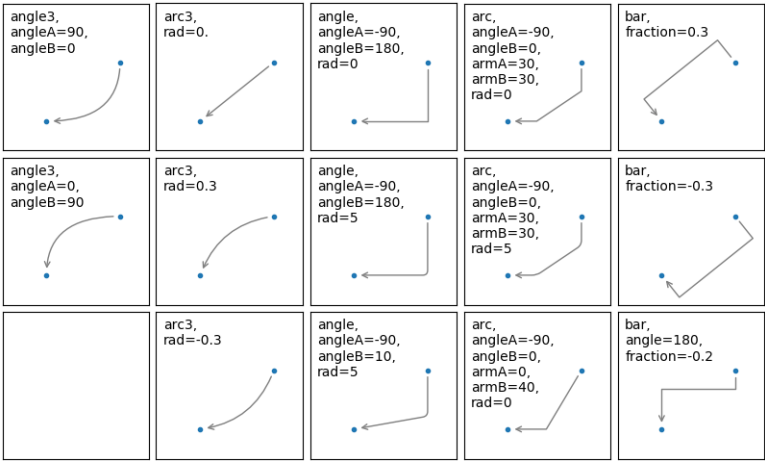 angle3,
angleA=90,
angleB=0
arc3,
rad=0.
angle,
angleA=-90,
angleB=180,
rad=0
arc,
angleA=-90,
angleB=0,
armA=30,
armB=30,
rad=0
bar,
fraction=0.3
angle3,
angleA=0,
angleB=90
arc3,
rad=0.3
angle,
angleA=-90,
angleB=180,
rad=5
arc,
angleA=-90,
angleB=0,
armA=30,
armB=30,
rad=5
bar,
fraction=-0.3
arc3,
rad=-0.3
angle,
angleA=-90,
angleB=10,
rad=5
arc,
angleA=-90,
angleB=0,
armA=0,
armB=40,
rad=0
bar,
angle=180,
fraction=-0.2